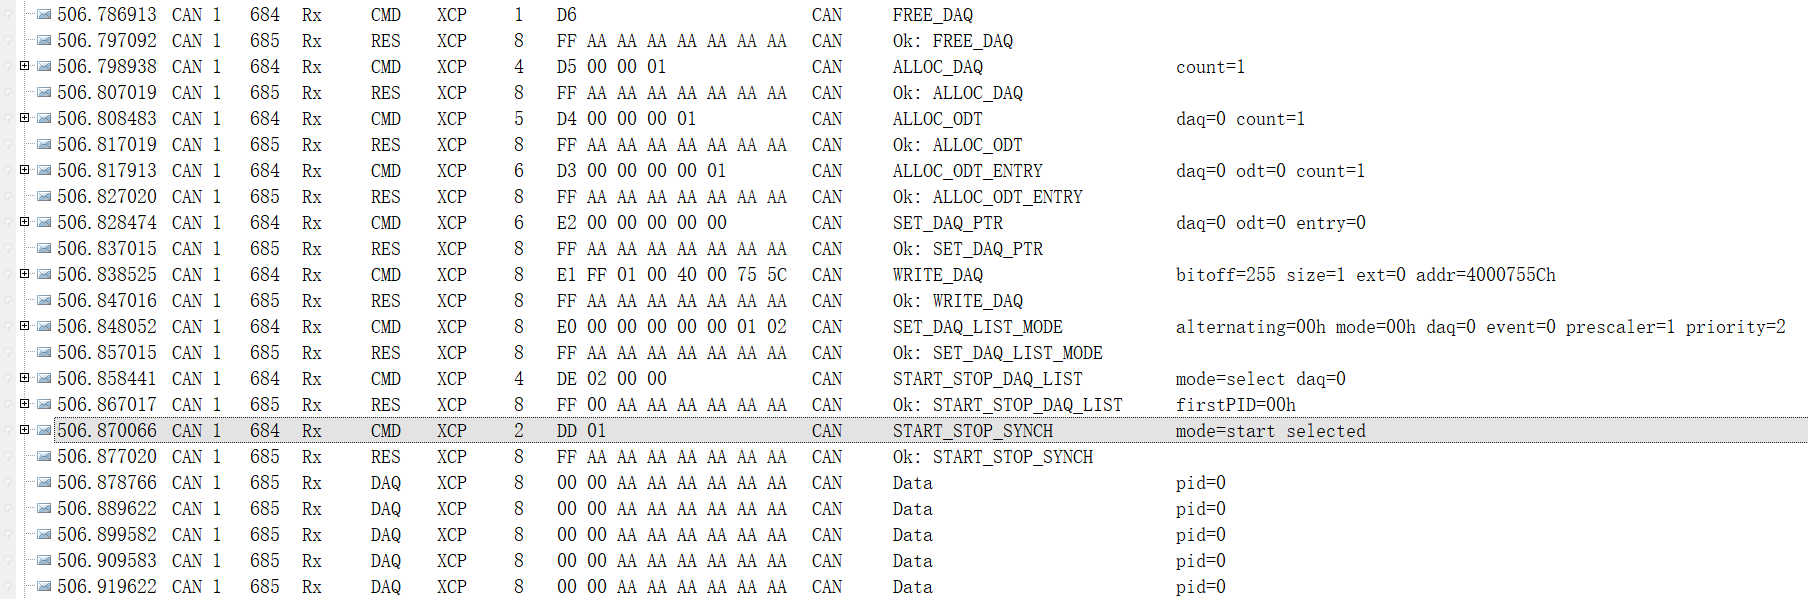 506.786913 CAN 1 684 Rx CMD XCP 1 D6 CAN FREE_DAQ
506.797092 CAN 1 685 Rx RES XCP 8 FF AA AA AA AA AA AA AA CAN Ok: FREE_DAQ
506.798938 CAN 1 684 Rx CMD XCP 4 D5 00 00 01 CAN ALLOC_DAQ count=1
506.807019 CAN 1 685 Rx RES XCP 8 FF AA AA AA AA AA AA AA CAN Ok: ALLOC_DAQ
506.808483 CAN 1 684 Rx CMD XCP 5 D4 00 00 00 01 CAN ALLOC_ODT daq=0 count=1
506.817019 CAN 1 685 Rx RES XCP 8 FF AA AA AA AA AA AA AA CAN Ok: ALLOC_ODT
506.817913 CAN 1 684 Rx CMD XCP 6 D3 00 00 00 00 01 CAN ALLOC_ODT_ENTRY daq=0 odt=0 count=1
506.827020 CAN 1 685 Rx RES XCP 8 FF AA AA AA AA AA AA AA CAN Ok: ALLOC_ODT_ENTRY
506.828474 CAN 1 684 Rx CMD XCP 6 E2 00 00 00 00 00 CAN SET_DAQ_PTR daq=0 odt=0 entry=0
506.837015 CAN 1 685 Rx RES XCP 8 FF AA AA AA AA AA AA AA CAN Ok: SET_DAQ_PTR
506.838525 CAN 1 684 Rx CMD XCP 8 E1 FF 01 00 40 00 75 5C CAN WRITE_DAQ bitoff=255 size=1 ext=0 addr=4000755Ch
506.847016 CAN 1 685 Rx RES XCP 8 FF AA AA AA AA AA AA AA CAN Ok: WRITE_DAQ
506.848052 CAN 1 684 Rx CMD XCP 8 E0 00 00 00 00 00 01 02 CAN SET_DAQ_LIST_MODE alternating=00h mode=00h daq=0 event=0 prescaler=1 priority=2
506.857015 CAN 1 685 Rx RES XCP 8 FF AA AA AA AA AA AA AA CAN Ok: SET_DAQ_LIST_MODE
506.858441 CAN 1 684 Rx CMD XCP 4 DE 02 00 00 CAN START_STOP_DAQ_LIST mode=select daq=0
506.867017 CAN 1 685 Rx RES XCP 8 FF 00 AA AA AA AA AA AA CAN Ok: START_STOP_DAQ_LIST firstPID=00h
506.870066 CAN 1 684 Rx CMD XCP 2 DD 01 CAN START_STOP_SYNCH mode=start selected
506.877020 CAN 1 685 Rx RES XCP 8 FF AA AA AA AA AA AA AA CAN Ok: START_STOP_SYNCH
506.878766 CAN 1 685 Rx DAQ XCP 8 00 00 AA AA AA AA AA AA CAN Data pid=0
506.889622 CAN 1 685 Rx DAQ XCP 8 00 00 AA AA AA AA AA AA CAN Data pid=0
506.899582 CAN 1 685 Rx DAQ XCP 8 00 00 AA AA AA AA AA AA CAN Data pid=0
506.909583 CAN 1 685 Rx DAQ XCP 8 00 00 AA AA AA AA AA AA CAN Data pid=0
506.919622 CAN 1 685 Rx DAQ XCP 8 00 00 AA AA AA AA AA AA CAN Data pid=0